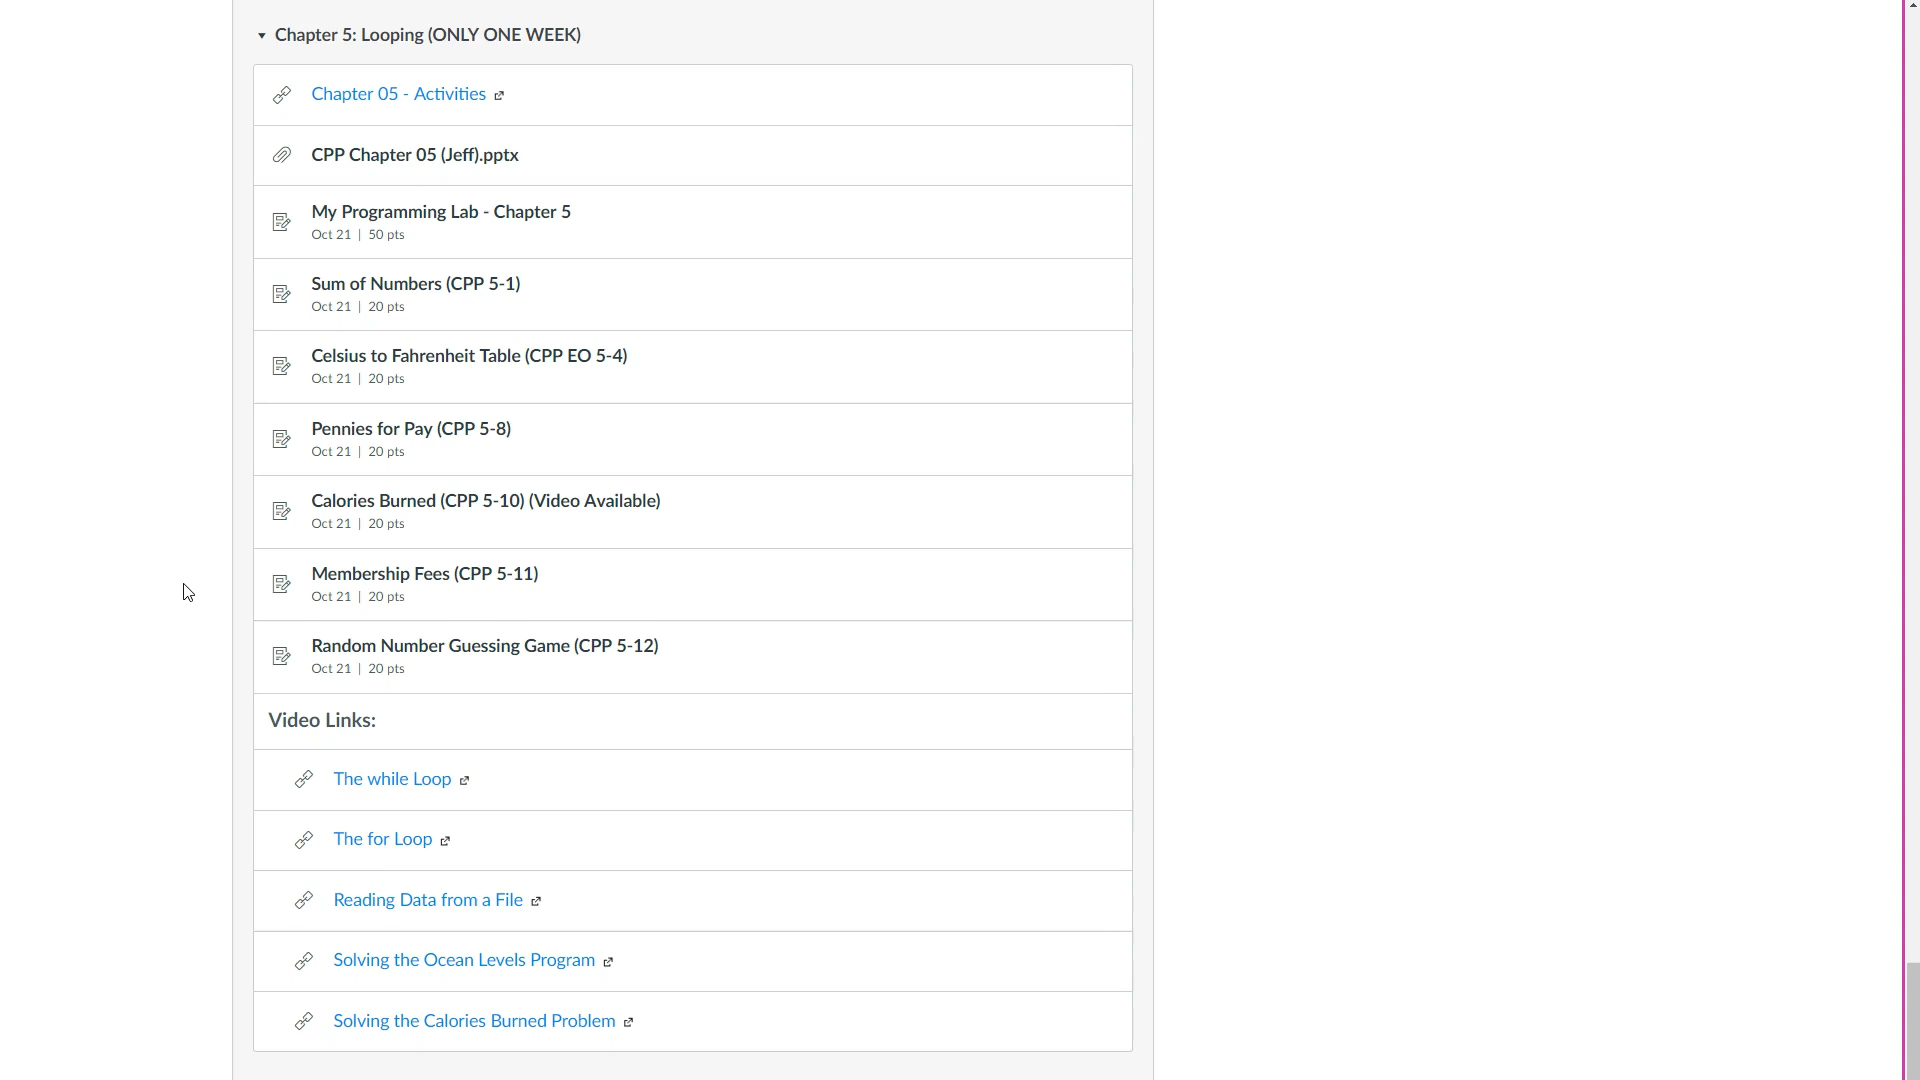 Chapter 5: Looping (ONLY ONE WEEK)
Chapter 05 - Activities
CPP Chapter 05 (Jeff).pptx
My Programming Lab - Chapter 5
Oct 21 | 50 pts
Sum of Numbers (CPP 5-1)
Oct 21 | 20 pts
Celsius to Fahrenheit Table (CPP EO 5-4)
Oct 21 | 20 pts
Pennies for Pay (CPP 5-8)
Oct 21 | 20 pts
Calories Burned (CPP 5-10) (Video Available)
Oct 21 | 20 pts
Membership Fees (CPP 5-11)
Oct 21 | 20 pts
Random Number Guessing Game (CPP 5-12)
Oct 21 | 20 pts
Video Links:
The while Loop
The for Loop
Reading Data from a File
Solving the Ocean Levels Program
Solving the Calories Burned Problem